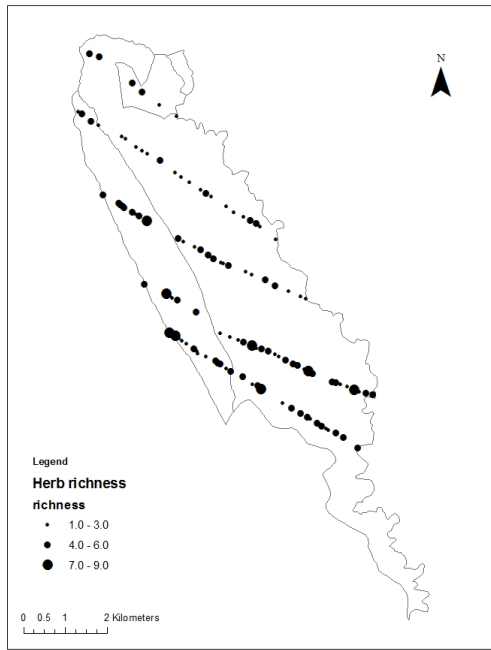 N
Legend
Herb richness
richness
1.0 - 3.0
4.0 - 6.0
7.0 - 9.0
0 0.5 1 2 Kilometers